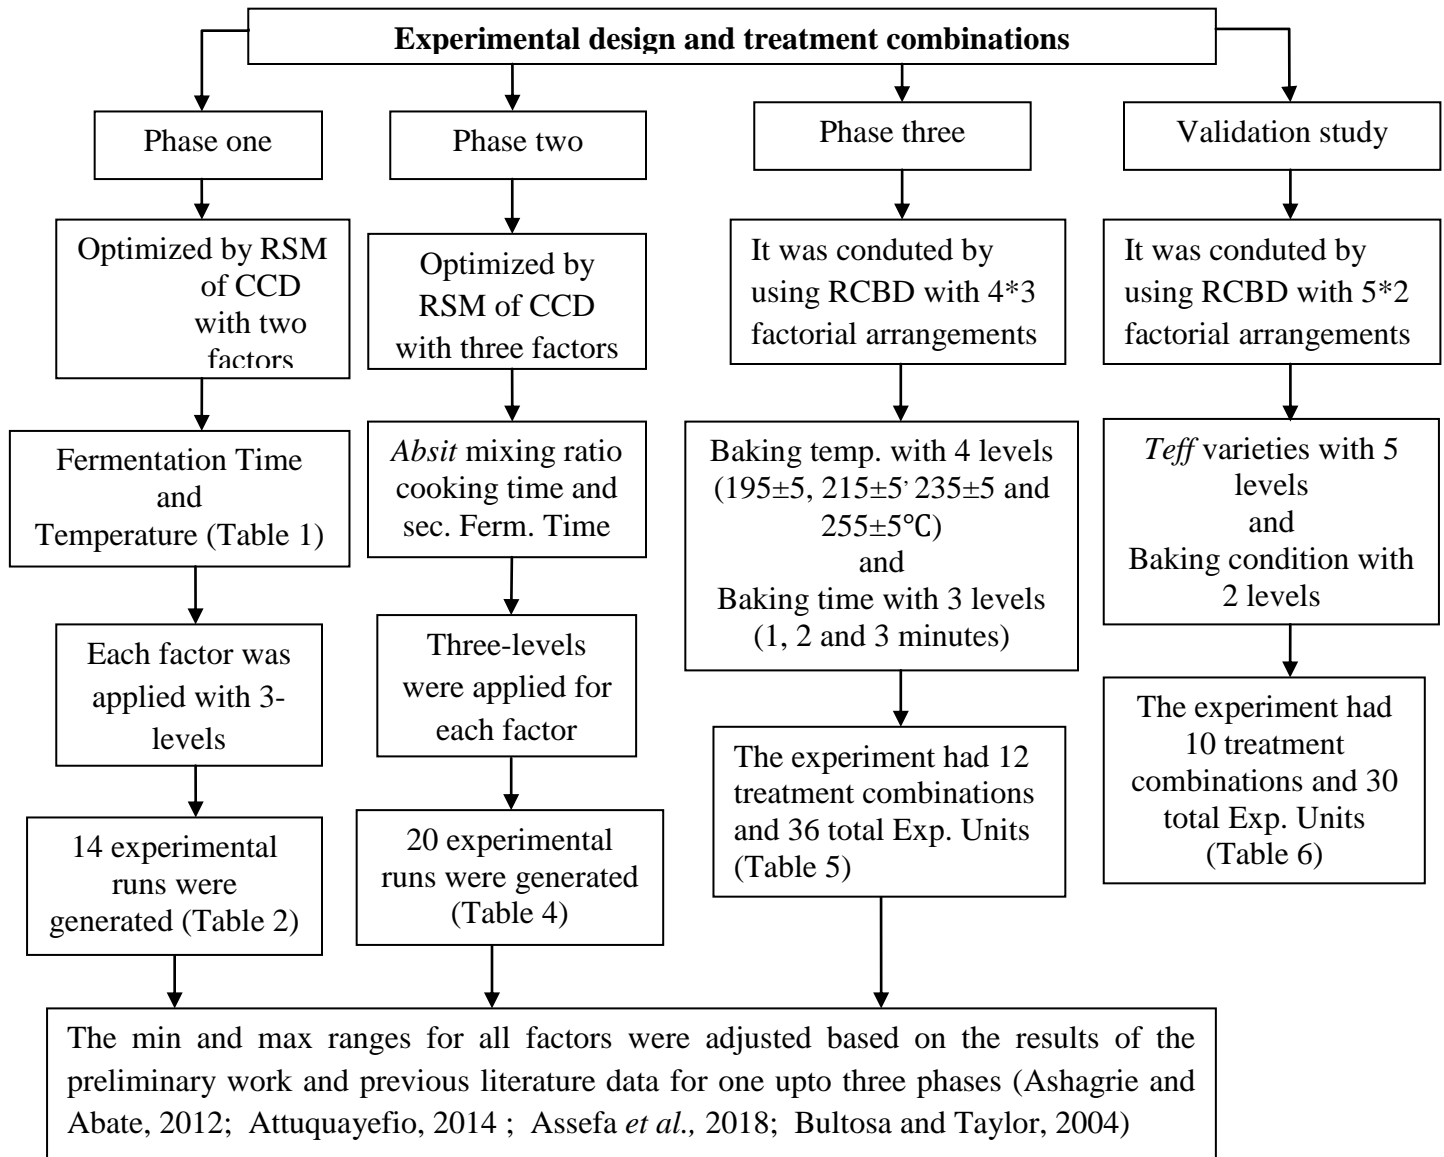 Experimental design and treatment combinations
Phase one
Phase two
Phase three
Validation study
Optimized by RSM
of CCD
with two
factors
Optimized by
RSM of CCD
with three factors
It was conduted by
using RCBD with 4*3
factorial arrangements
It was conduted by
using RCBD with 5*2
factorial arrangements
Fermentation Time
and
Temperature (Table 1)
Absit mixing ratio
cooking time and
sec. Ferm. Time
Baking temp. with 4 levels
(195±5, 215±5, 235±5 and
255±5℃)
and
Baking time with 3 levels
(1, 2 and 3 minutes)
Teff varieties with 5
levels
and
Baking condition with
2 levels
Each factor was
applied with 3-
levels
Three-levels
were applied for
each factor
The experiment had 12
treatment combinations
and 36 total Exp. Units
(Table 5)
The experiment had
10 treatment
combinations and 30
total Exp. Units
(Table 6)
14 experimental
runs were
generated (Table 2)
20 experimental
runs were generated
(Table 4)
The min and max ranges for all factors were adjusted based on the results of the
preliminary work and previous literature data for one upto three phases (Ashagrie and
Abate, 2012; Attuquayefio, 2014 ; Assefa et al., 2018; Bultosa and Taylor, 2004)